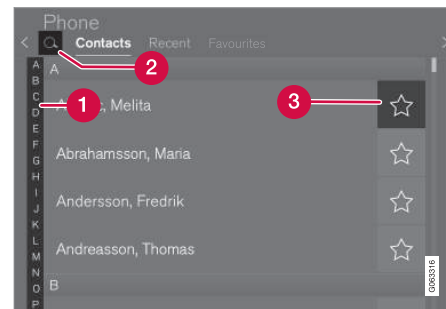 Phone
Contacts Recent Favourites
2
A
A
B
C
D
E
F
G
H
I
J
K
L
M
N
O
P
1
, Melita
3
Abrahamsson, Maria
Andersson, Fredrik
Andreasson, Thomas
B
G063316